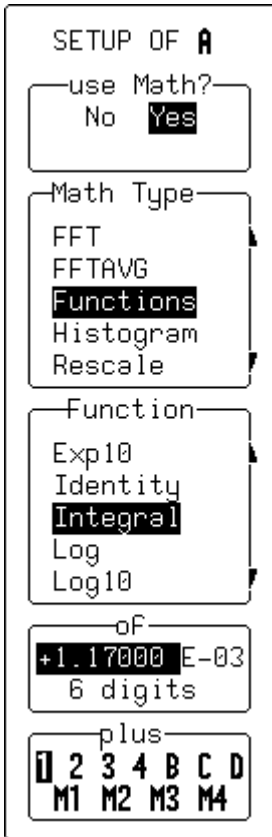 SETUP OF A
use Math?
No Yes
Math Type
FFT
FFTAVG
Functions
Histogram
Rescale
Function
Exp10
Identity
Integral
Log
Log10
of
+1.17000 E-03
6 digits
plus
1 2 3 4 B C D
M1 M2 M3 M4